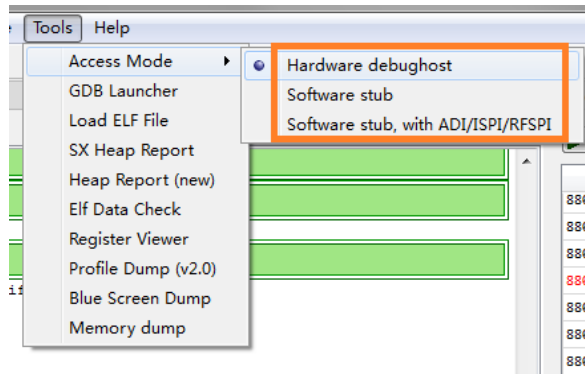 Tools Help
Access Mode
Hardware debughost
GDB Launcher
Software stub
Load ELF File
Software stub, with ADI/ISPI/RFSPI
SX Heap Report
Heap Report (new)
Elf Data Check
Register Viewer
Profile Dump (v2.0)
Blue Screen Dump
Memory dump